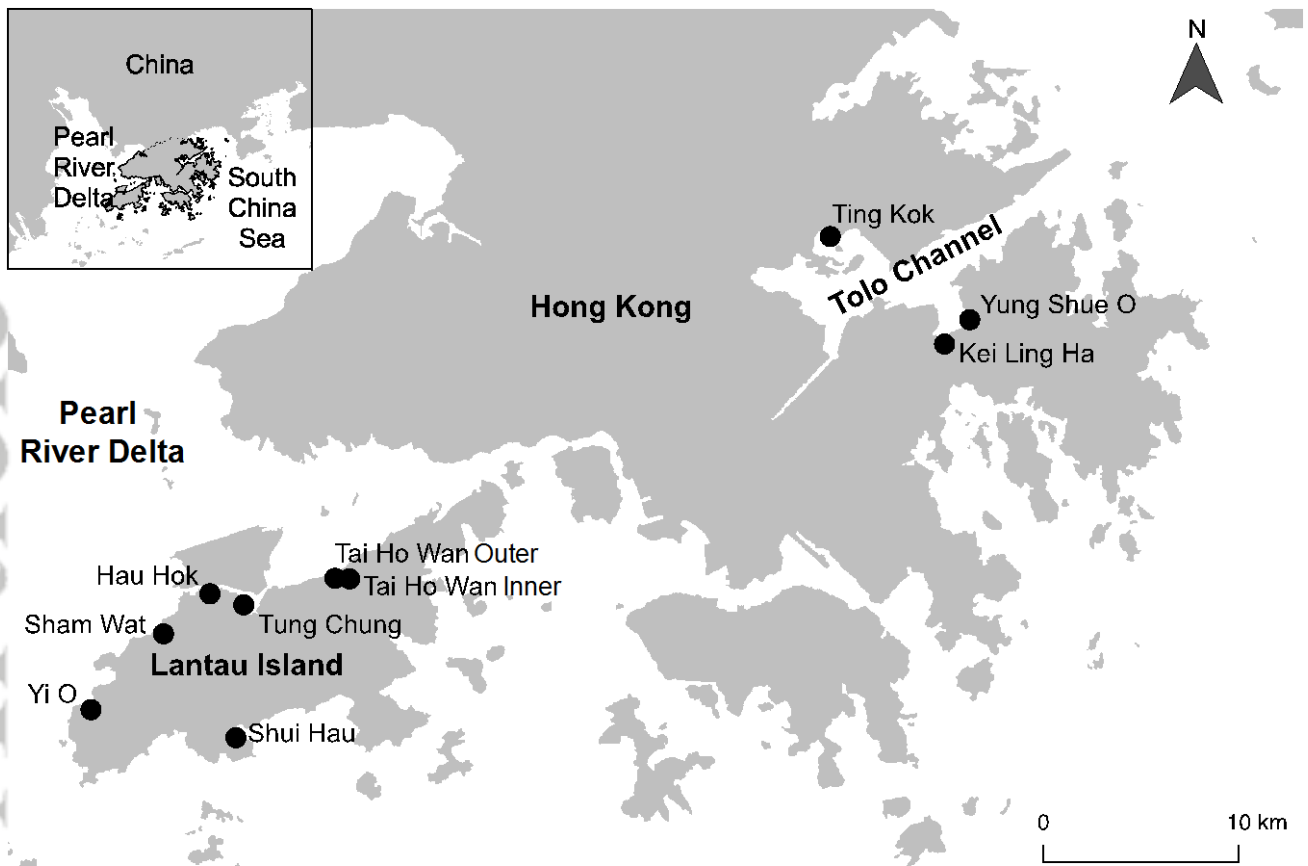 China
Pearl
River
Delta
South
China
Sea
N
Ting Kok
Tolo Channel
Hong Kong
Yung Shue O
Kei Ling Ha
Pearl
River Delta
Tai Ho Wan Outer
Hau Hok
Tai Ho Wan Inner
Sham Wat
Tung Chung
Lantau Island
Yi O
Shui Hau
0
10 km